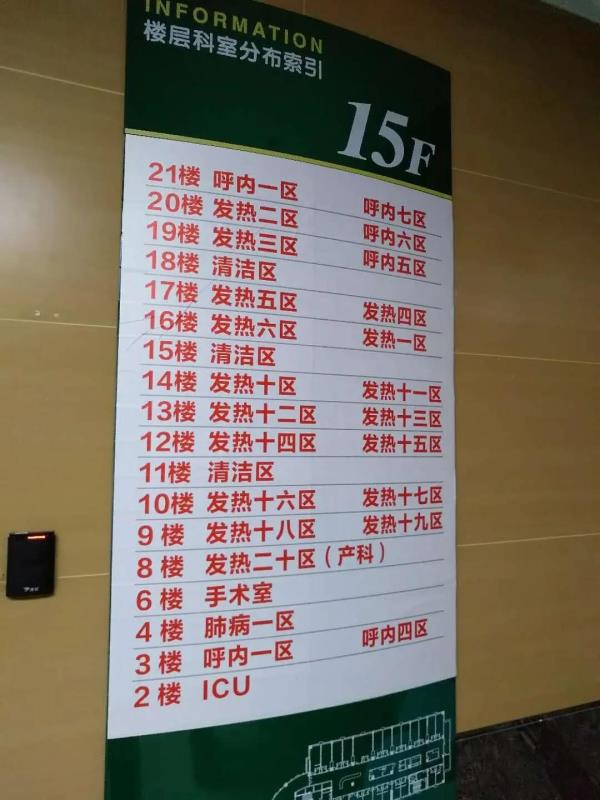 INFORMATION
楼层科室分布索引
15F
21楼 呼内一区 呼内七区
20楼 发热二区 呼内六区
19楼 发热三区 呼内五区
18楼 清洁区
17楼 发热五区 发热四区
16楼 发热六区 发热一区
15楼 清洁区
14楼 发热十区 发热十一区
13楼 发热十二区 发热十三区
12楼 发热十四区 发热十五区
11楼 清洁区
10楼 发热十六区 发热十七区
9 楼 发热十八区 发热十九区
8 楼 发热二十区(产科)
6 楼 手术室
4 楼 肺病一区
3 楼 呼内一区 呼内四区
2 楼 ICU